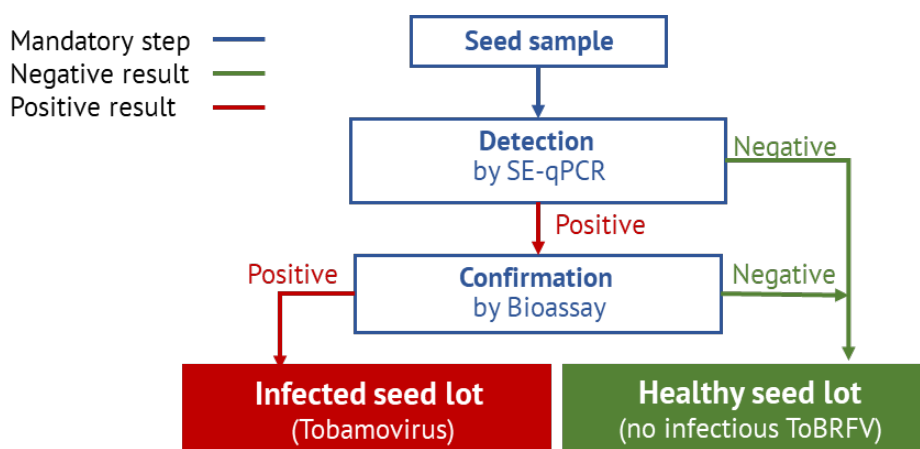 Mandatory step
Negative result
Positive result
Seed sample
Detection
by SE-qPCR
Negative
Positive
Positive
Confirmation
by Bioassay
Negative
Infected seed lot
(Tobamovirus)
Healthy seed lot
(no infectious ToBRFV)